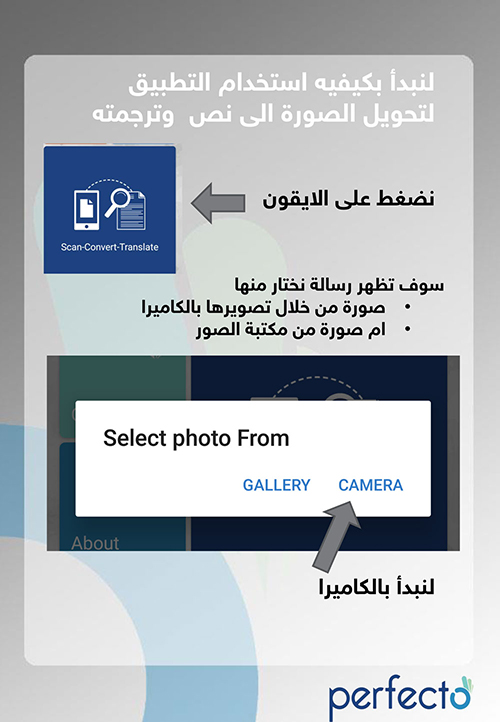 لنبدأ بكيفيه استخدام التطبيق
لتحويل الصورة الى نص وترجمته
Scan-Convert-Translate
نضغط على الايقون
سوف تظهر رسالة نختار منها
• صورة من خلال تصويرها بالكاميرا
• ام صورة من مكتبة الصور
Select photo From
GALLERY CAMERA
About
لنبدأ بالكاميرا
perfecto